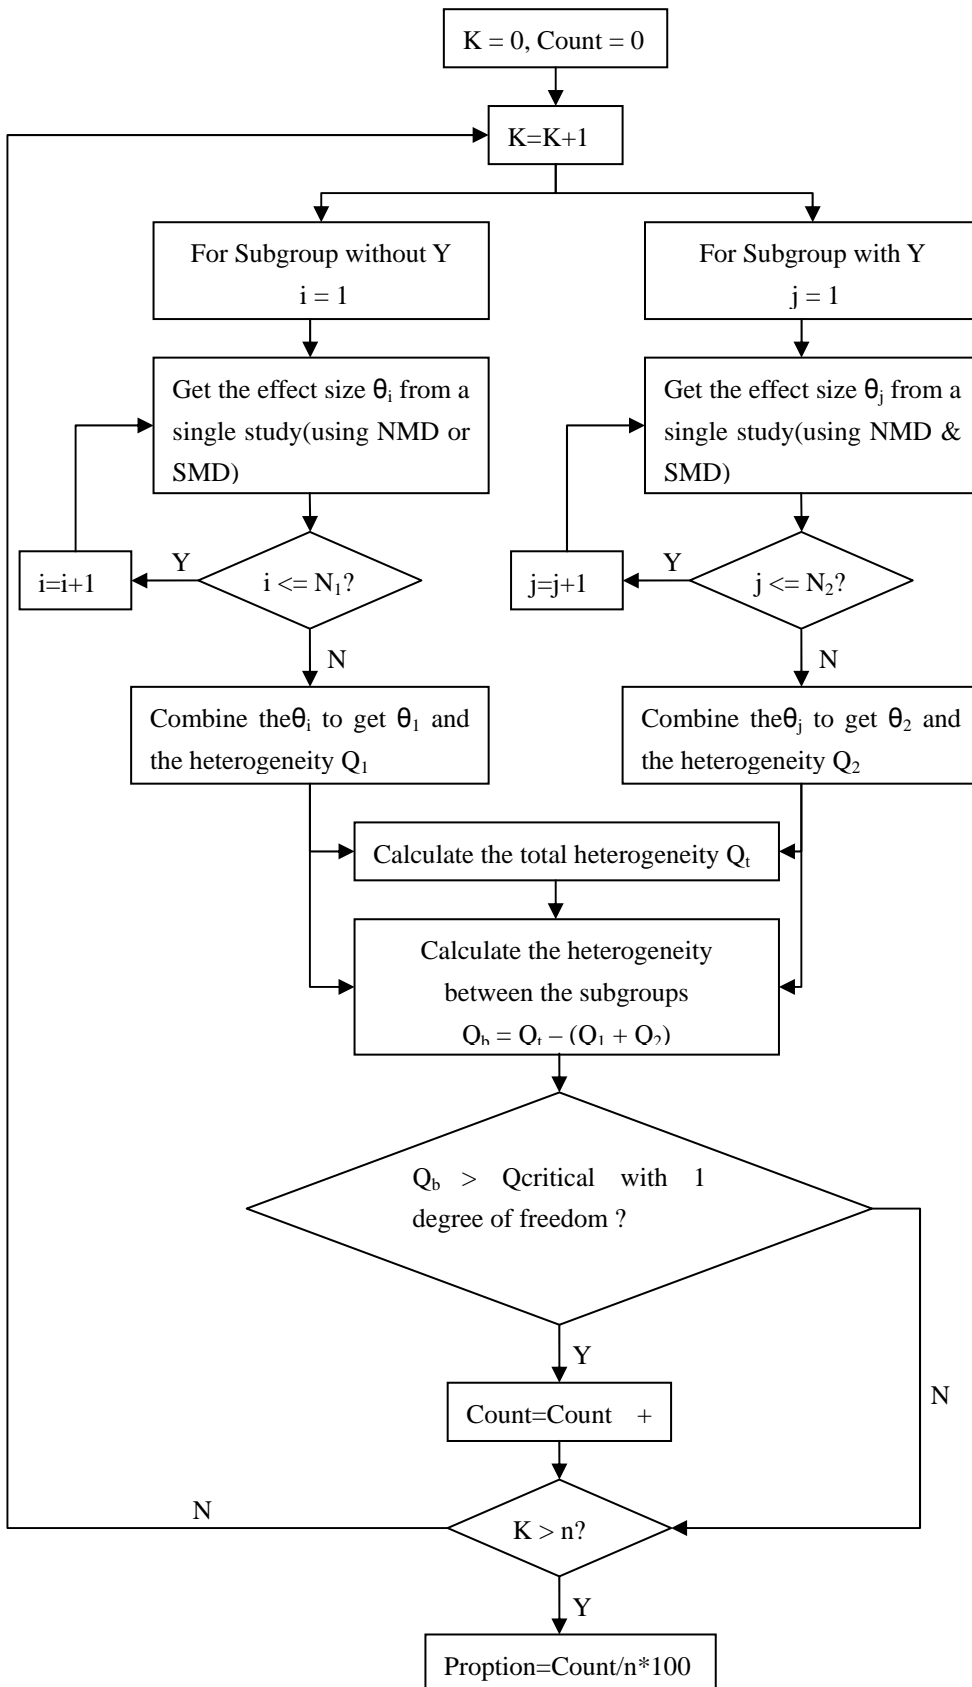 K = 0, Count = 0
K=K+1
For Subgroup without Y
i = 1
For Subgroup with Y
j = 1
Get the effect size θi from a
single study(using NMD or
SMD)
Get the effect size θj from a
single study(using NMD &
SMD)
i=i+1
Y
i <= N1?
j=j+1
Y
j <= N2?
N
N
Combine theθi to get θ1 and
the heterogeneity Q1
Combine theθj to get θ2 and
the heterogeneity Q2
Calculate the total heterogeneity Qt
Calculate the heterogeneity
between the subgroups
Qb = Qt – (Q1 + Q2)
Qb > Qcritical with 1
degree of freedom ?
Y
N
Count=Count +
N
K > n?
Y
Proption=Count/n*100